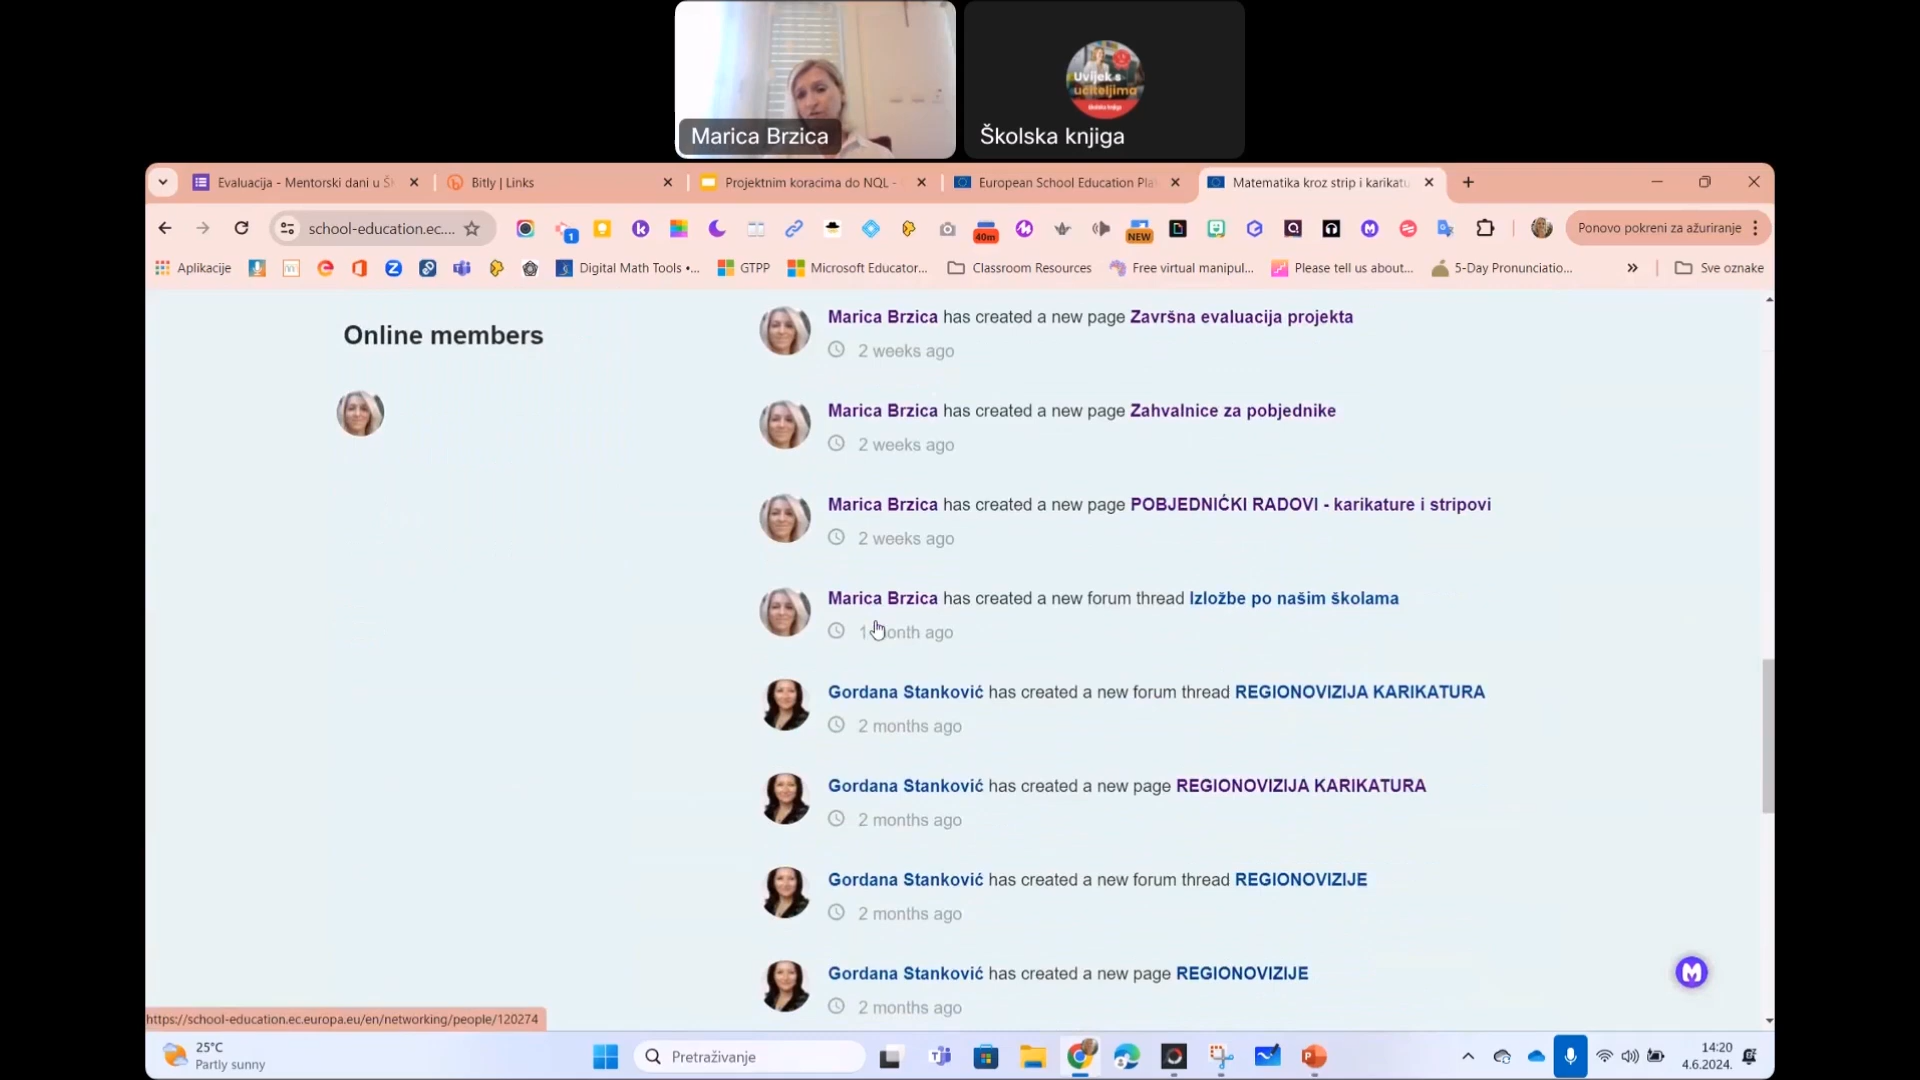 Marica Brzica
Uvijek s
učiteljima
školska knjiga
Školska knjiga
Evaluacija - Mentorski dani u Š
Bitly | Links
Projektnim koracima do NQL -
European School Education Pla
Matematika kroz strip i karikatu
school-education.ec....
1
40m
NEW
Ponovo pokreni za ažuriranje
Aplikacije
Digital Math Tools •...
GTPP
Microsoft Educator...
Classroom Resources
Free virtual manipul...
Please tell us about...
5-Day Pronunciatio...
Sve oznake
Online members
Marica Brzica has created a new page Završna evaluacija projekta
2 weeks ago
Marica Brzica has created a new page Zahvalnice za pobjednike
2 weeks ago
Marica Brzica has created a new page POBJEDNIĆKI RADOVI - karikature i stripovi
2 weeks ago
Marica Brzica has created a new forum thread Izložbe po našim školama
1 month ago
Gordana Stanković has created a new forum thread REGIONOVIZIJA KARIKATURA
2 months ago
Gordana Stanković has created a new page REGIONOVIZIJA KARIKATURA
2 months ago
Gordana Stanković has created a new forum thread REGIONOVIZIJE
2 months ago
Gordana Stanković has created a new page REGIONOVIZIJE
2 months ago
https://school-education.ec.europa.eu/en/networking/people/120274
25°C
Partly sunny
Pretraživanje
14:20
4.6.2024.